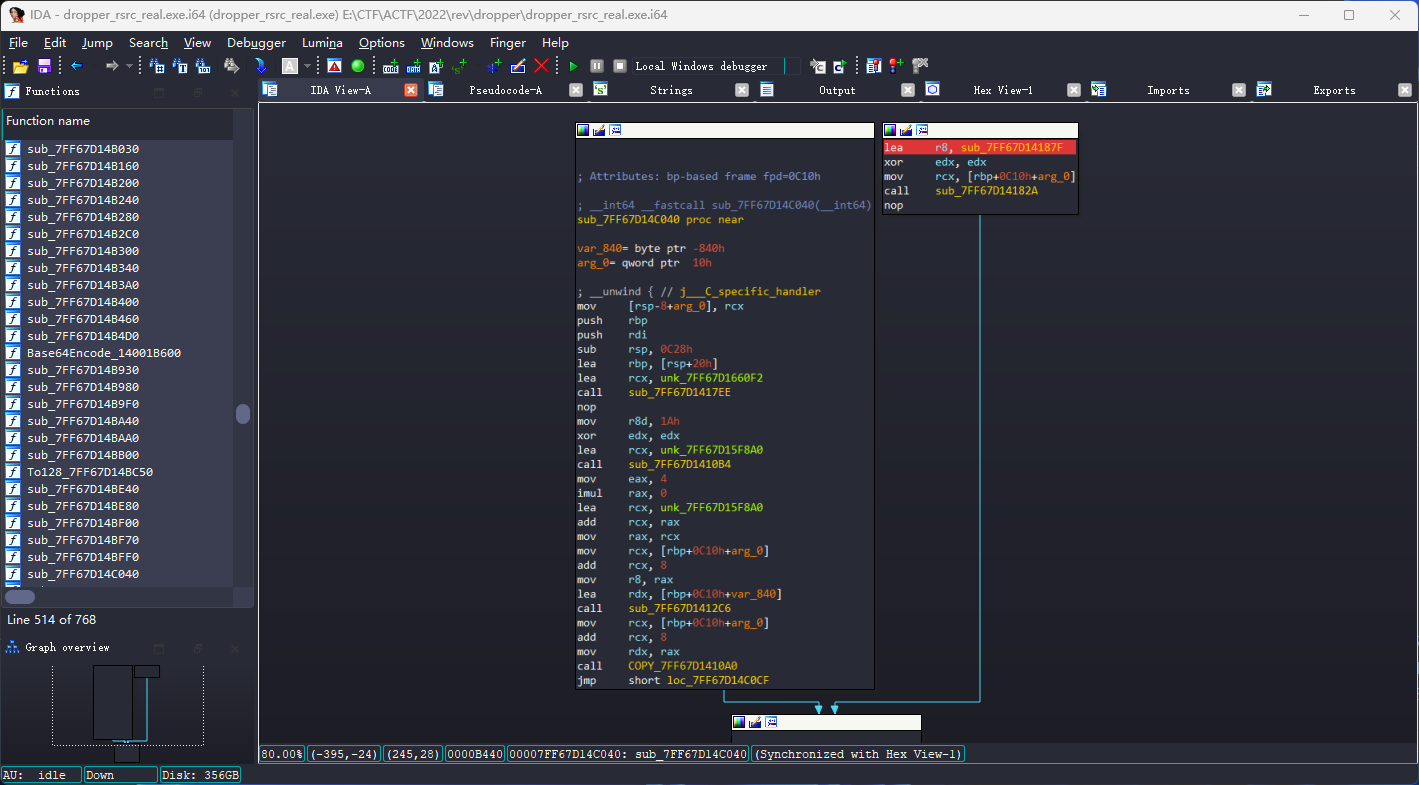 IDA - dropper_rsrc_real.exe.i64 (dropper_rsrc_real.exe) E:\CTF\ACTF\2022\rev\dropper\dropper_rsrc_real.exe.i64
File Edit Jump Search View Debugger Lumina Options Windows Finger Help
Local Windows debugger
Functions
IDA View-A
Pseudocode-A
Strings
Output
Hex View-1
Imports
Exports
Function name
sub_7FF67D14B030
sub_7FF67D14B160
sub_7FF67D14B200
sub_7FF67D14B240
sub_7FF67D14B280
sub_7FF67D14B2C0
sub_7FF67D14B300
sub_7FF67D14B340
sub_7FF67D14B3A0
sub_7FF67D14B400
sub_7FF67D14B460
sub_7FF67D14B4D0
Base64Encode_14001B600
sub_7FF67D14B930
sub_7FF67D14B980
sub_7FF67D14B9F0
sub_7FF67D14BA40
sub_7FF67D14BAA0
sub_7FF67D14BB00
To128_7FF67D14BC50
sub_7FF67D14BE40
sub_7FF67D14BE80
sub_7FF67D14BF00
sub_7FF67D14BF70
sub_7FF67D14BFF0
sub_7FF67D14C040
Line 514 of 768
Graph overview
; Attributes: bp-based frame fpd=0C10h
; __int64 __fastcall sub_7FF67D14C040(__int64)
sub_7FF67D14C040 proc near
var_840= byte ptr -840h
arg_0= qword ptr 10h
; __unwind { // j___C_specific_handler
mov [rsp-8+arg_0], rcx
push rbp
push rdi
sub rsp, 0C28h
lea rbp, [rsp+20h]
lea rcx, unk_7FF67D1660F2
call sub_7FF67D1417EE
nop
mov r8d, 1Ah
xor edx, edx
lea rcx, unk_7FF67D15F8A0
call sub_7FF67D1410B4
mov eax, 4
imul rax, 0
lea rcx, unk_7FF67D15F8A0
add rcx, rax
mov rax, rcx
mov rcx, [rbp+0C10h+arg_0]
add rcx, 8
mov r8, rax
lea rdx, [rbp+0C10h+var_840]
call sub_7FF67D1412C6
mov rcx, [rbp+0C10h+arg_0]
add rcx, 8
mov rdx, rax
call COPY_7FF67D1410A0
jmp short loc_7FF67D14C0CF
lea r8, sub_7FF67D14187F
xor edx, edx
mov rcx, [rbp+0C10h+arg_0]
call sub_7FF67D14182A
nop
80.00% (-395,-24) (245,28) 0000B440 00007FF67D14C040: sub_7FF67D14C040 (Synchronized with Hex View-1)
AU: idle Down Disk: 356GB